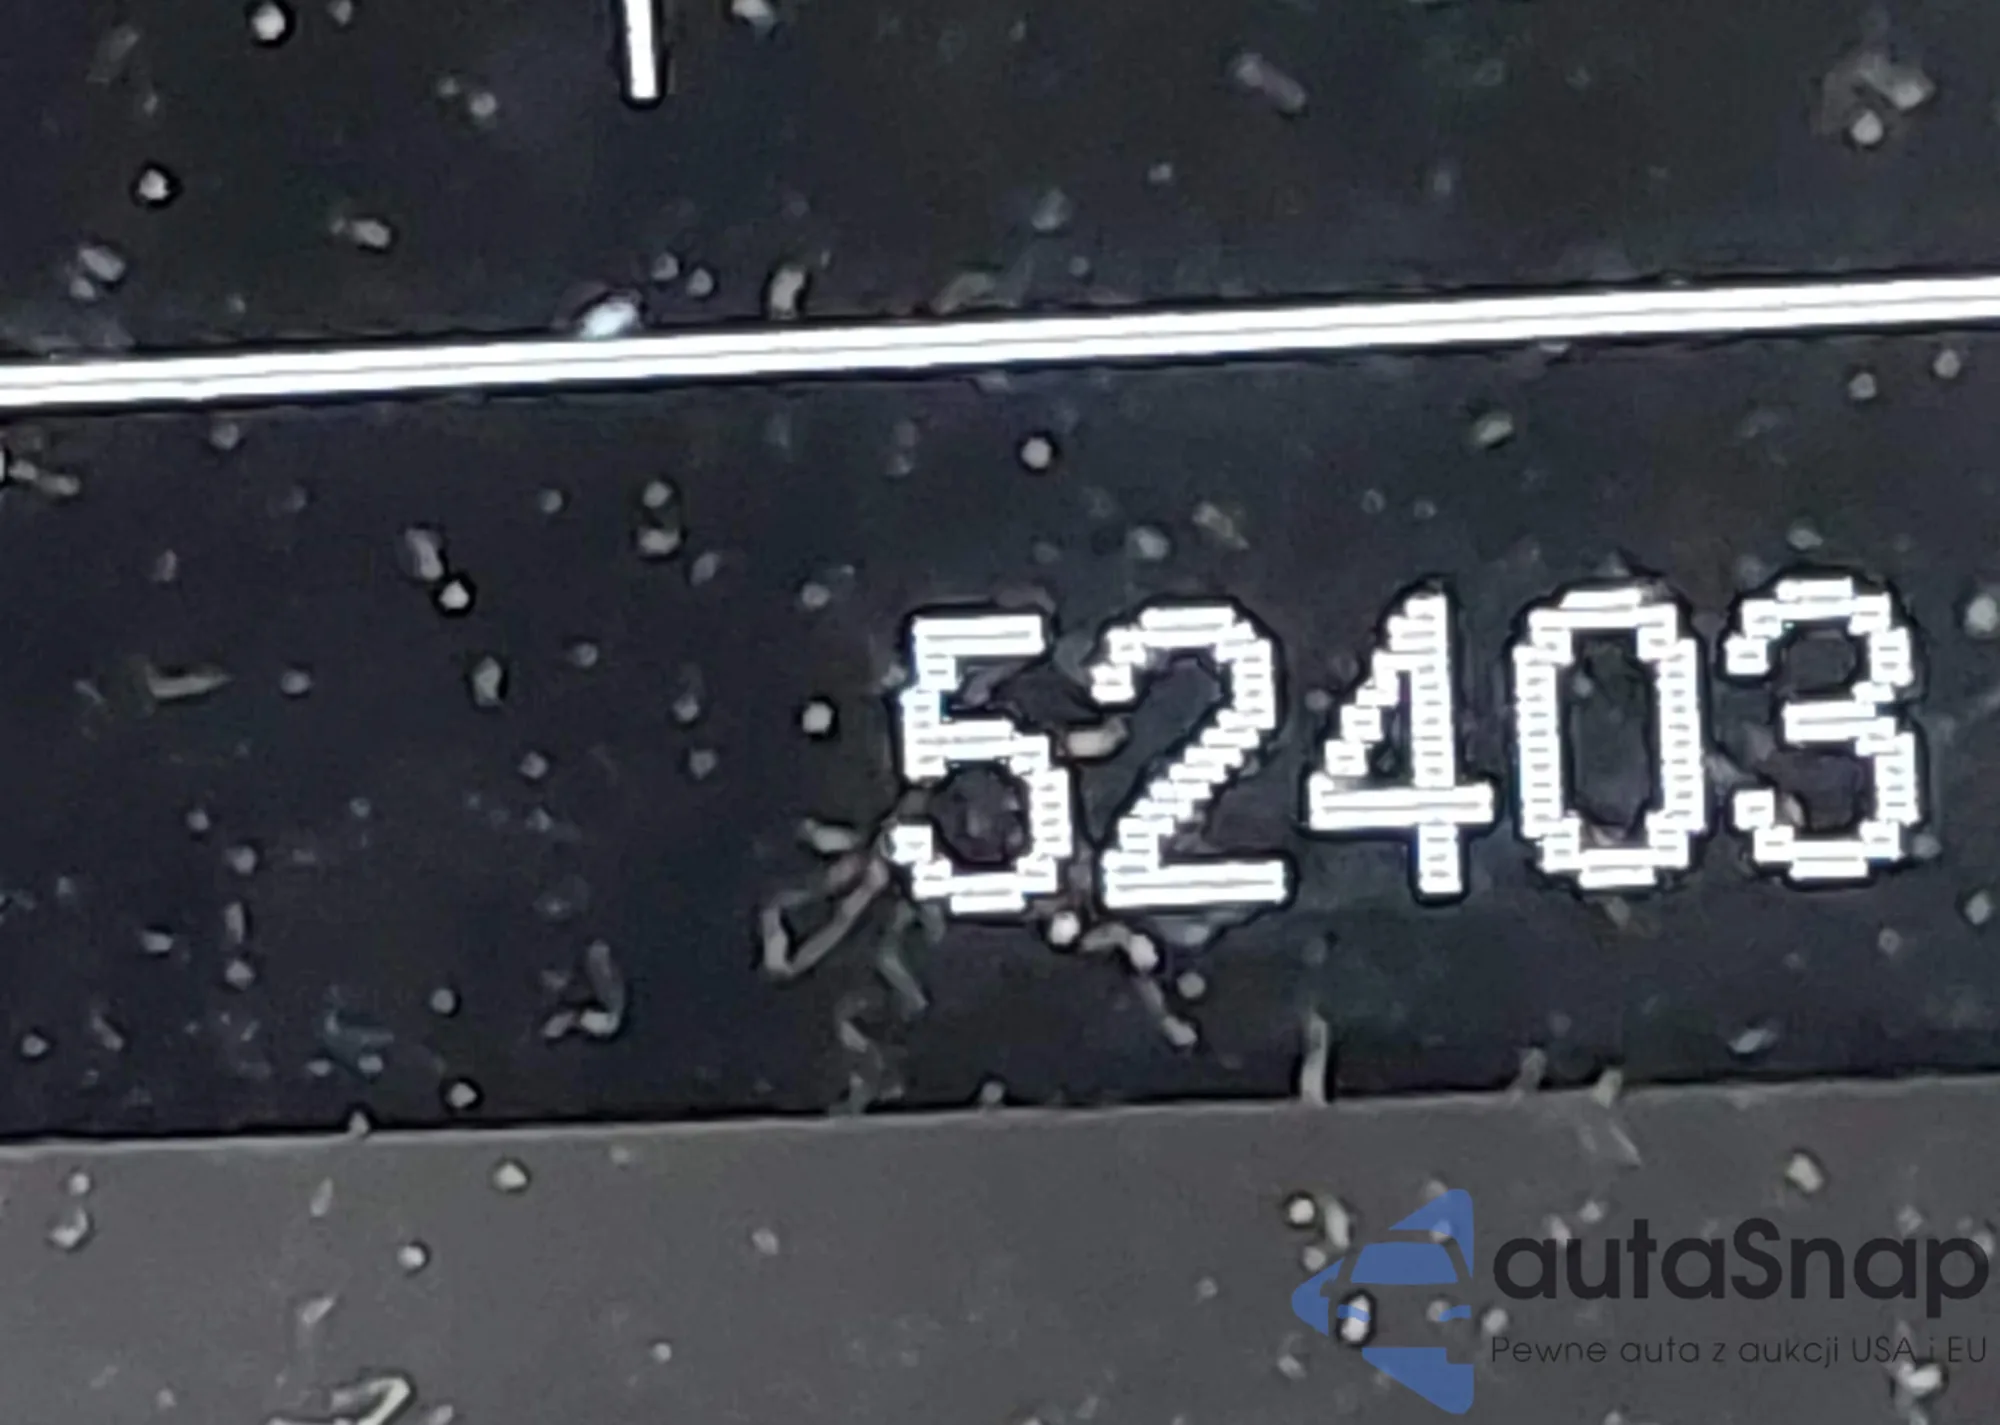 52403
autaSnap
Pewne auta z aukcji USA i EU